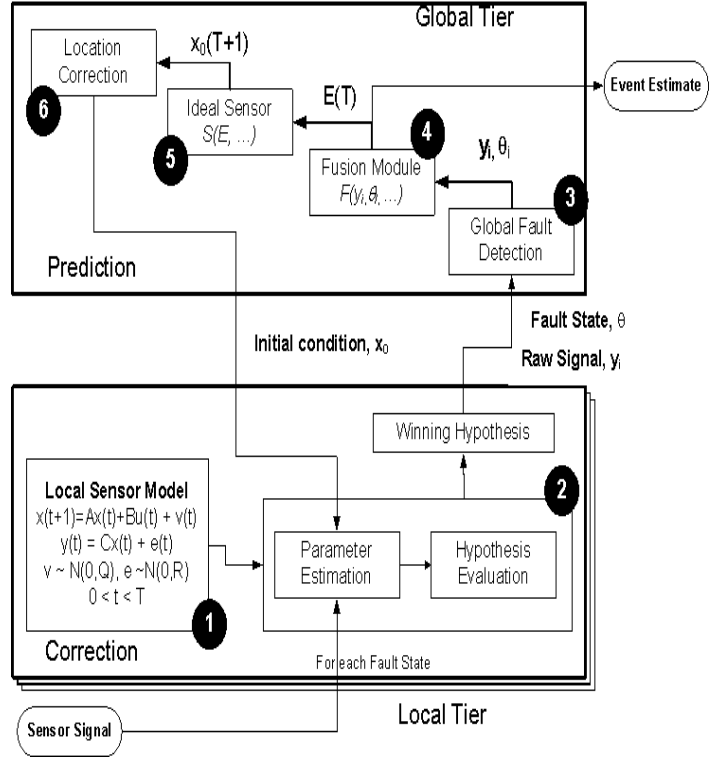 Global Tier
Location
Correction
6
x₀(T+1)
Ideal Sensor
S(E, ...)
5
E(T)
4
Fusion Module
F(yᵢ,θᵢ, ...)
yᵢ, θᵢ
3
Global Fault
Detection
Event Estimate
Prediction
Initial condition, x₀
Fault State, θ
Raw Signal, yᵢ
Winning Hypothesis
2
Local Sensor Model
x(t+1)=Ax(t)+Bu(t) + v(t)
y(t) = Cx(t) + e(t)
v ~ N(0,Q), e ~N(0,R)
0 < t < T
1
Parameter
Estimation
Hypothesis
Evaluation
For each Fault State
Correction
Local Tier
Sensor Signal